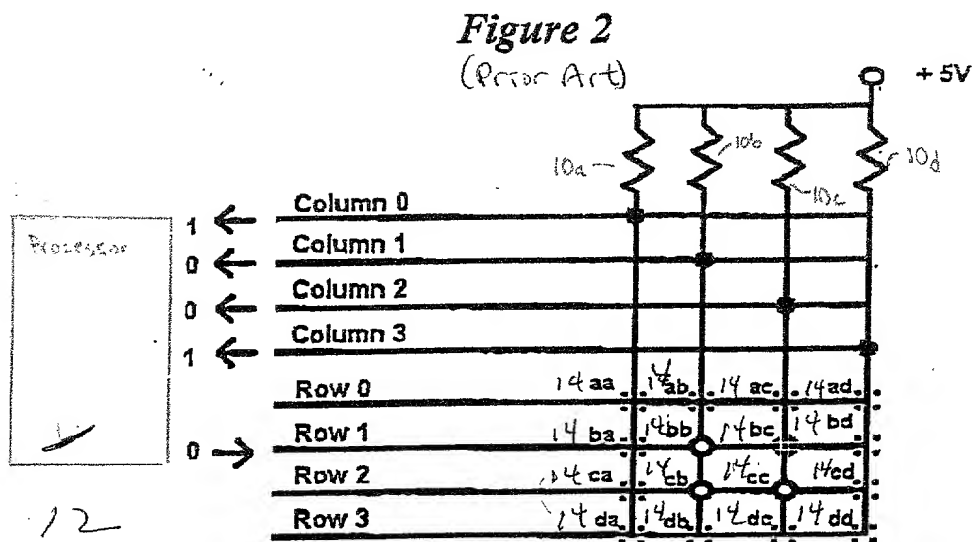 Figure 2
(Prior Art)
+5V
10a
10b
10c
10d
Processor
1 Column 0
0 Column 1
0 Column 2
1 Column 3
Row 0 14aa 14ab 14ac 14ad
0 Row 1 14ba 14bb 14bc 14bd
Row 2 14ca 14cb 14cc 14cd
Row 3 14da 14db 14dc 14dd
12